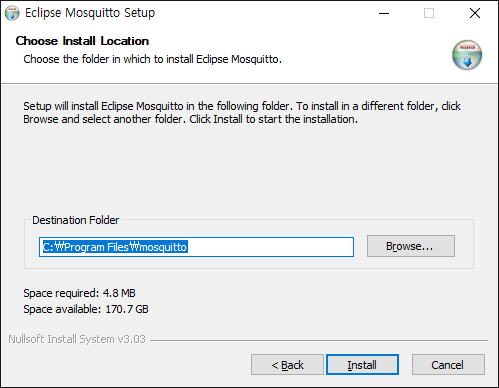 Eclipse Mosquitto Setup
Choose Install Location
Choose the folder in which to install Eclipse Mosquitto.
Setup will install Eclipse Mosquitto in the following folder. To install in a different folder, click
Browse and select another folder. Click Install to start the installation.
Destination Folder
C:₩Program Files₩mosquitto
Browse...
Space required: 4.8 MB
Space available: 170.7 GB
Nullsoft Install System v3.03
< Back
Install
Cancel